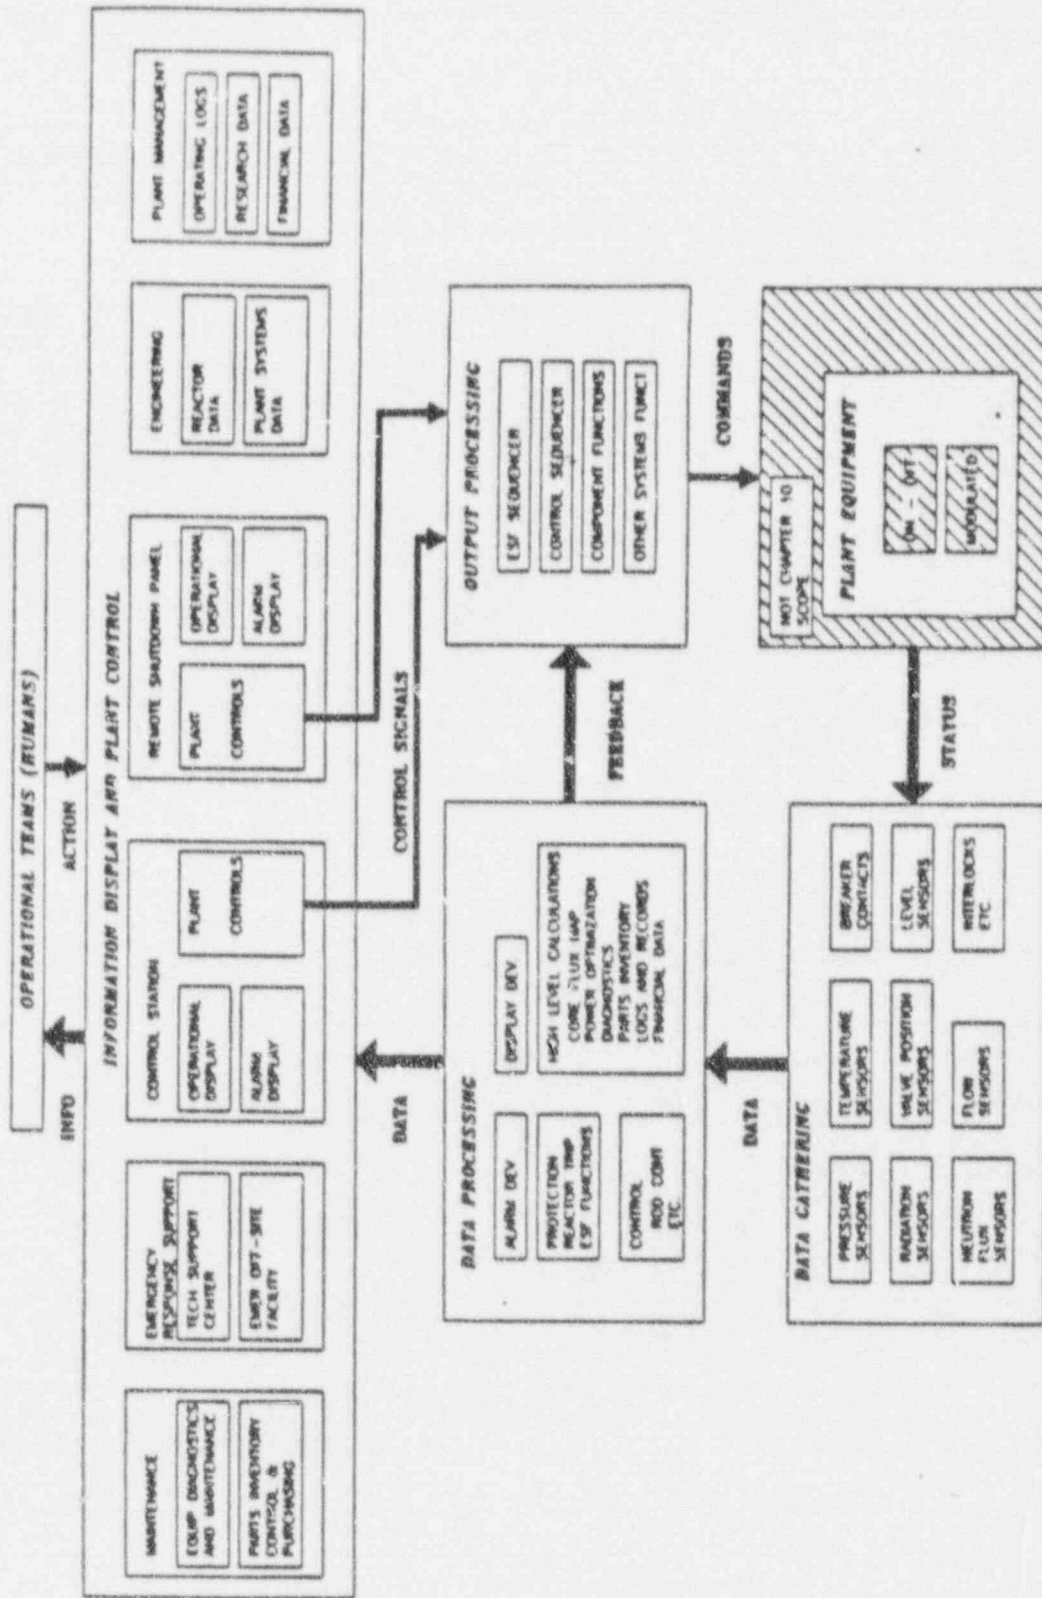 OPERATIONAL TEAMS (HUMANS)
INFO
ACTION
INFORMATION DISPLAY AND PLANT CONTROL
MAINTENANCE
EQUIP DIAGNOSTICS
AND MAINTENANCE
PARTS INVENTORY
CONTROL &
PURCHASING
EMERGENCY
RESPONSE SUPPORT
TECH SUPPORT
CENTER
EMER OFF-SITE
FACILITY
CONTROL STATION
OPERATIONAL
DISPLAY
ALARM
DISPLAY
PLANT
CONTROLS
REMOTE SHUTDOWN PANEL
PLANT
CONTROLS
OPERATIONAL
DISPLAY
ALARM
DISPLAY
ENGINEERING
REACTOR
DATA
PLANT SYSTEMS
DATA
PLANT MANAGEMENT
OPERATING LOGS
RESEARCH DATA
FINANCIAL DATA
DATA
CONTROL SIGNALS
DATA PROCESSING
ALARM DEV
DISPLAY DEV
PROTECTION
REACTOR TRIP
ESF FUNCTIONS
HIGH LEVEL CALCULATIONS
CORE FLUX MAP
POWER OPTIMIZATION
DIAGNOSTICS
PARTS INVENTORY
LOGS AND RECORDS
FINANCIAL DATA
CONTROL
ROD CONT
ETC.
FEEDBACK
OUTPUT PROCESSING
ESF SEQUENCER
CONTROL SEQUENCER
COMPONENT FUNCTIONS
OTHER SYSTEMS FUNCT
DATA
COMMANDS
DATA GATHERING
PRESSURE
SENSORS
TEMPERATURE
SENSORS
BREAKER
CONTACTS
RADIATION
SENSORS
VALVE POSITION
SENSORS
LEVEL
SENSORS
NEUTRON
FLUX
SENSORS
FLOW
SENSORS
INTERLOCKS
ETC.
STATUS
NOT CHAPTER 10
SCOPE
PLANT EQUIPMENT
ON - OFF
MODULATED